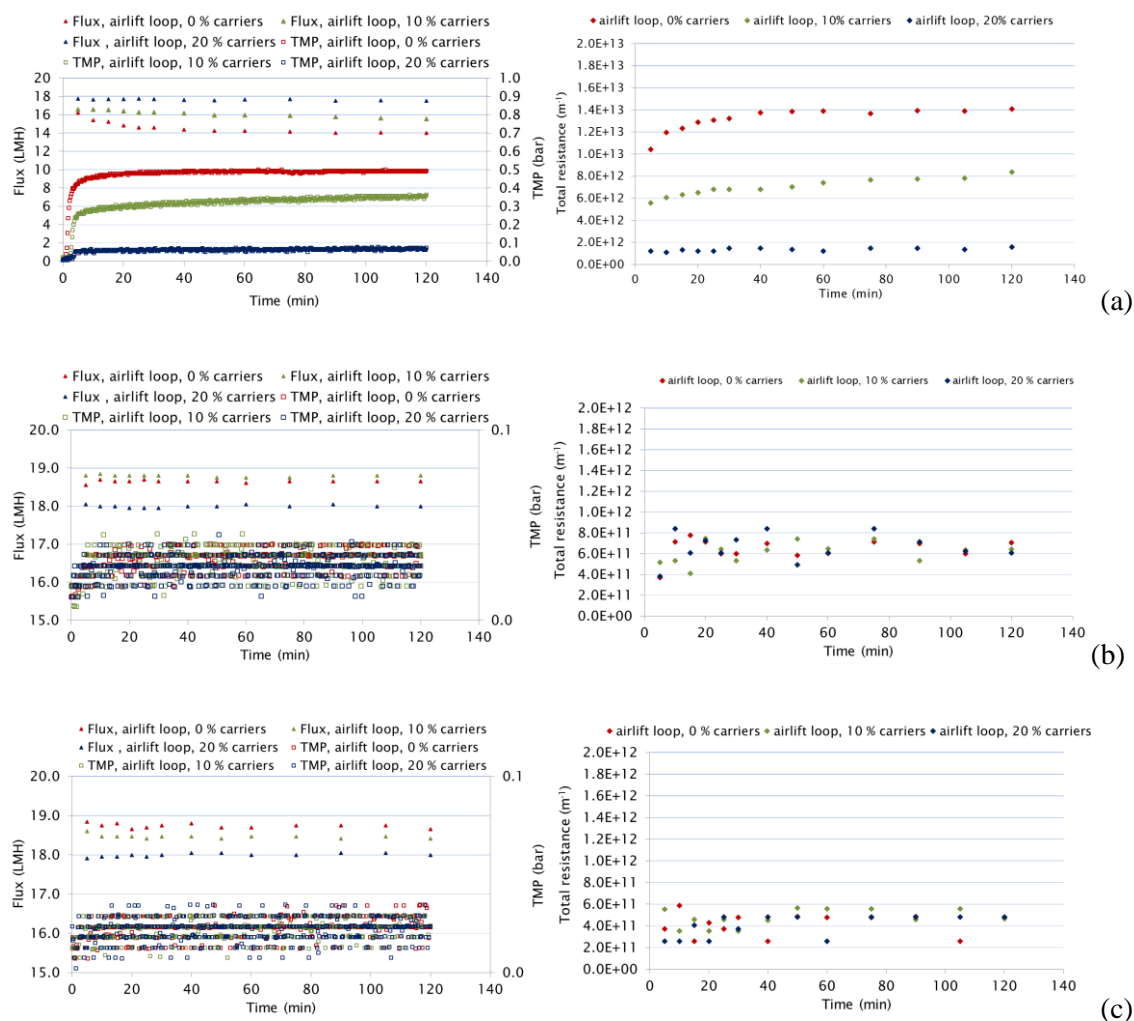 Flux, airlift loop, 0% carriers
Flux, airlift loop, 10% carriers
Flux , airlift loop, 20% carriers
TMP, airlift loop, 0 % carriers
TMP, airlift loop, 10 % carriers
TMP, airlift loop, 20 % carriers
20
18
16
14
12
10
8
6
4
2
0
Flux (LMH)
1.0
0.9
0.8
0.7
0.6
0.5
0.4
0.3
0.2
0.1
0.0
TMP (bar)
0 20 40 60 80 100 120 140
Time (min)
airlift loop, 0% carriers
airlift loop, 10% carriers
airlift loop, 20% carriers
2.0E+13
1.8E+13
1.6E+13
1.4E+13
1.2E+13
1.0E+13
8.0E+12
6.0E+12
4.0E+12
2.0E+12
0.0E+00
Total resistance (m⁻¹)
0 20 40 60 80 100 120 140
Time (min)
(a)
Flux, airlift loop, 0 % carriers
Flux, airlift loop, 10 % carriers
Flux , airlift loop, 20 % carriers
TMP, airlift loop, 0 % carriers
TMP, airlift loop, 10 % carriers
TMP, airlift loop, 20 % carriers
20.0
19.0
18.0
17.0
16.0
15.0
Flux (LMH)
0.1
0.0
TMP (bar)
0 20 40 60 80 100 120 140
Time (min)
airlift loop, 0 % carriers
airlift loop, 10 % carriers
airlift loop, 20 % carriers
2.0E+12
1.8E+12
1.6E+12
1.4E+12
1.2E+12
1.0E+12
8.0E+11
6.0E+11
4.0E+11
2.0E+11
0.0E+00
Total resistance (m⁻¹)
0 20 40 60 80 100 120 140
Time (min)
(b)
Flux, airlift loop, 0 % carriers
Flux, airlift loop, 10 % carriers
Flux , airlift loop, 20 % carriers
TMP, airlift loop, 0 % carriers
TMP, airlift loop, 10 % carriers
TMP, airlift loop, 20 % carriers
20.0
19.0
18.0
17.0
16.0
15.0
Flux (LMH)
0.1
0.0
TMP (bar)
0 20 40 60 80 100 120 140
Time (min)
airlift loop, 0 % carriers
airlift loop, 10 % carriers
airlift loop, 20 % carriers
2.0E+12
1.8E+12
1.6E+12
1.4E+12
1.2E+12
1.0E+12
8.0E+11
6.0E+11
4.0E+11
2.0E+11
0.0E+00
Total resistance (m⁻¹)
0 20 40 60 80 100 120 140
Time (min)
(c)